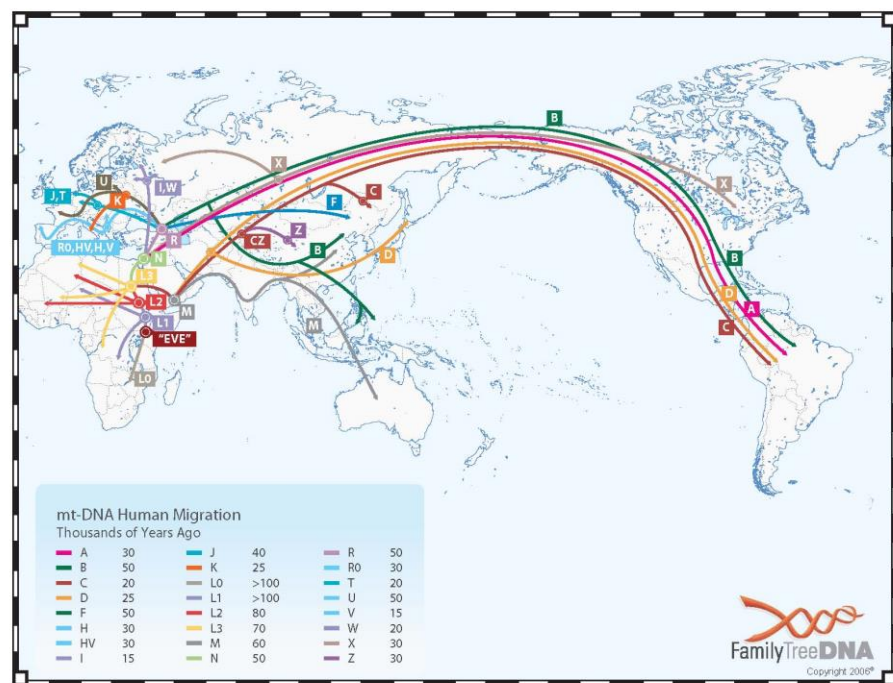 B
X
X
U
I,W
J,T
K
C
F
R
R0,HV,H,V
CZ
Z
B
D
N
B
L3
L2
M
D
A
L1
M
C
"EVE"
L0
mt-DNA Human Migration
Thousands of Years Ago
A 30
B 50
C 20
D 25
F 50
H 30
HV 30
I 15
J 40
K 25
L0 >100
L1 >100
L2 80
L3 70
M 60
N 50
R 50
R0 30
T 20
U 50
V 15
W 20
X 30
Z 30
FamilyTreeDNA
Copyright 2006®